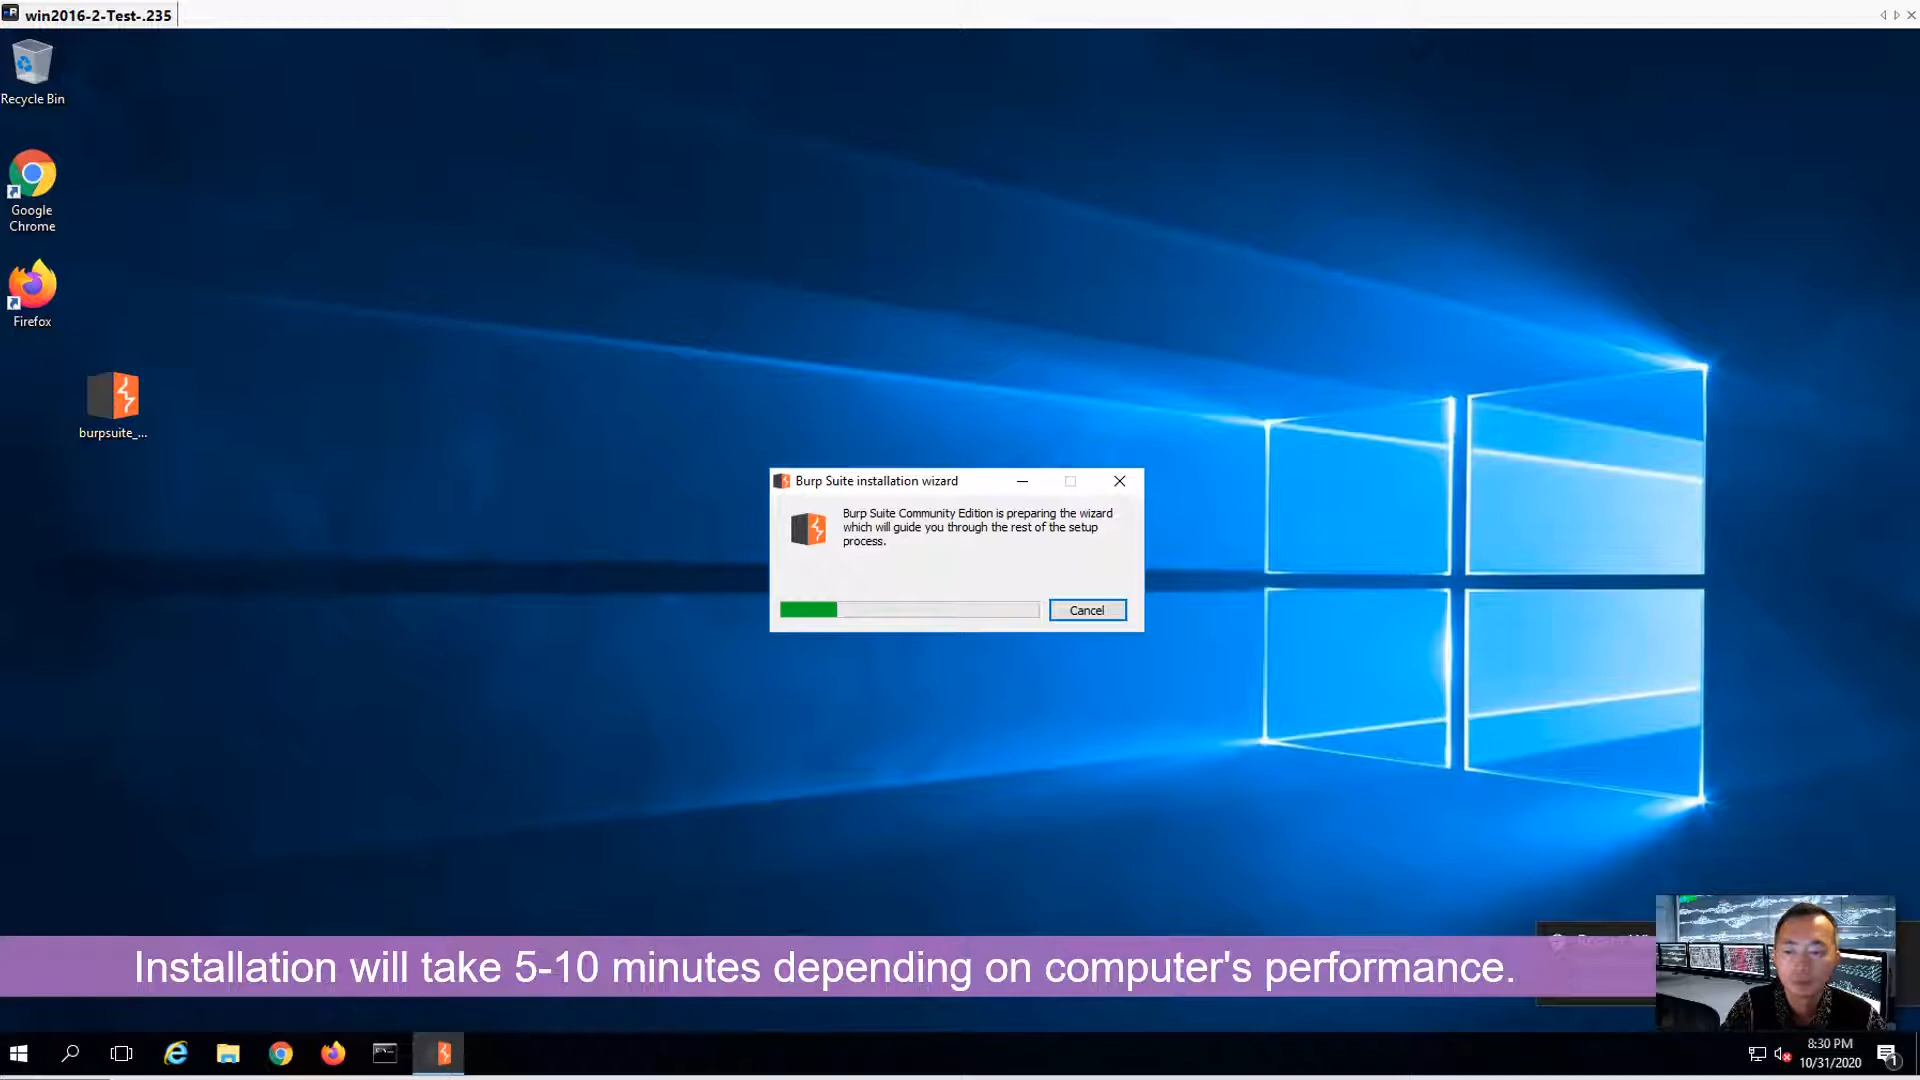 win2016-2-Test-.235
Recycle Bin
Google
Chrome
Firefox
burpsuite_...
Burp Suite installation wizard
Burp Suite Community Edition is preparing the wizard
which will guide you through the rest of the setup
process.
Cancel
Installation will take 5-10 minutes depending on computer's performance.
8:30 PM
10/31/2020
1